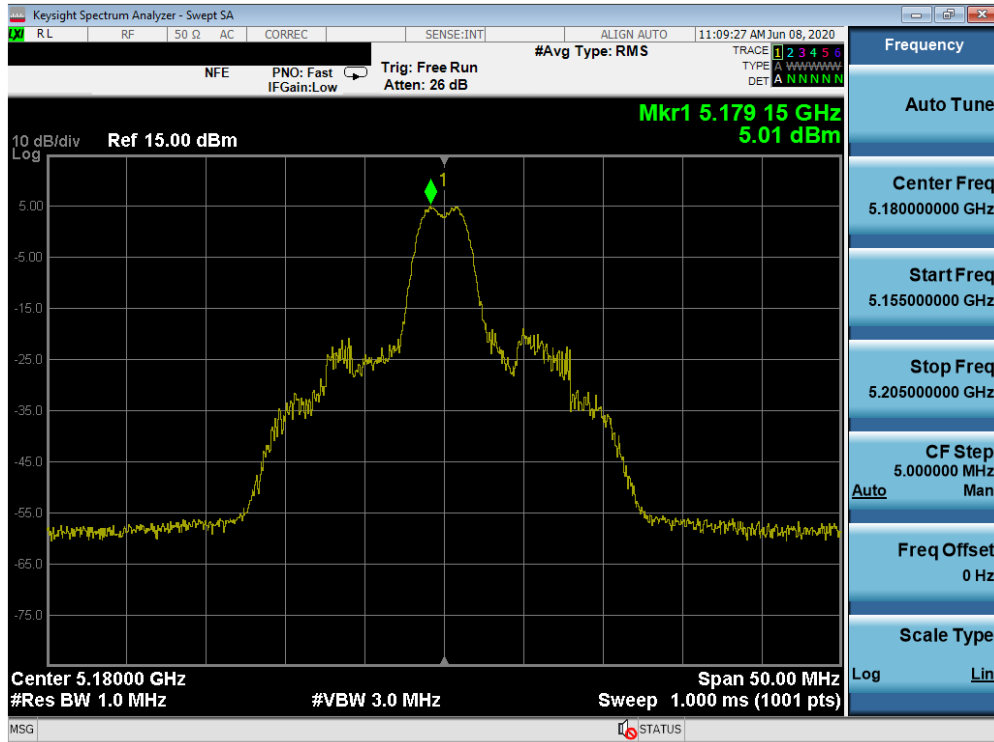 Keysight Spectrum Analyzer - Swept SA
LXI RL RF 50 Ω AC CORREC SENSE:INT ALIGN AUTO 11:09:27 AM Jun 08, 2020
NFE PNO: Fast Trig: Free Run #Avg Type: RMS TRACE 1 2 3 4 5 6
IFGain:Low Atten: 26 dB TYPE A WWWWW
DET A N N N N N
Mkr1 5.179 15 GHz
5.01 dBm
10 dB/div Ref 15.00 dBm
Log
1
5.00
-5.00
-15.0
-25.0
-35.0
-45.0
-55.0
-65.0
-75.0
Center 5.18000 GHz Span 50.00 MHz
#Res BW 1.0 MHz #VBW 3.0 MHz Sweep 1.000 ms (1001 pts)
MSG STATUS
Frequency
Auto Tune
Center Freq
5.180000000 GHz
Start Freq
5.155000000 GHz
Stop Freq
5.205000000 GHz
CF Step
5.000000 MHz
Auto Man
Freq Offset
0 Hz
Scale Type
Log Lin